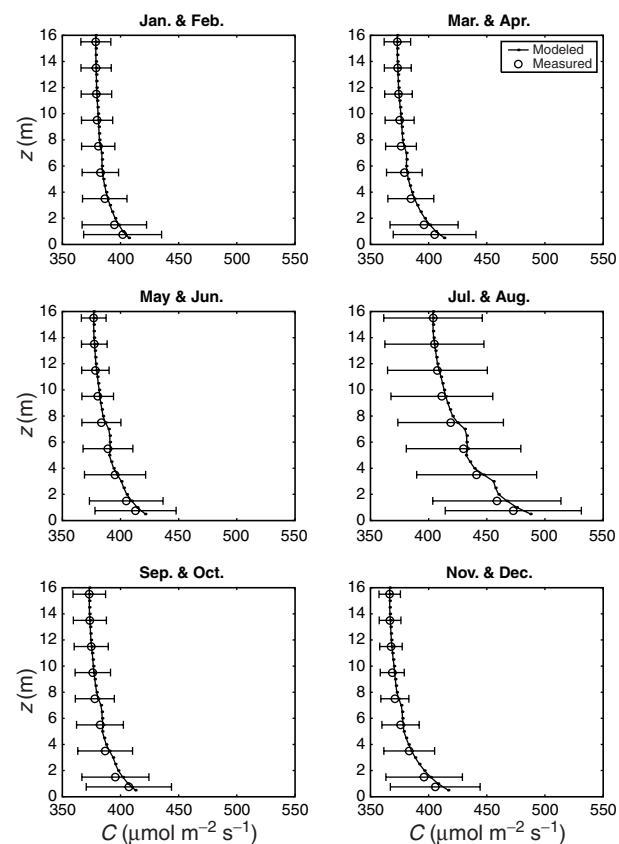 Jan. & Feb.
Mar. & Apr.
16
14
12
10
8
6
4
2
0
z (m)
350 400 450 500 550
16
14
12
10
8
6
4
2
0
350 400 450 500 550
Modeled
Measured
May & Jun.
Jul. & Aug.
16
14
12
10
8
6
4
2
0
z (m)
350 400 450 500 550
16
14
12
10
8
6
4
2
0
350 400 450 500 550
Sep. & Oct.
Nov. & Dec.
16
14
12
10
8
6
4
2
0
z (m)
350 400 450 500 550
C (μmol m⁻² s⁻¹)
16
14
12
10
8
6
4
2
0
350 400 450 500 550
C (μmol m⁻² s⁻¹)